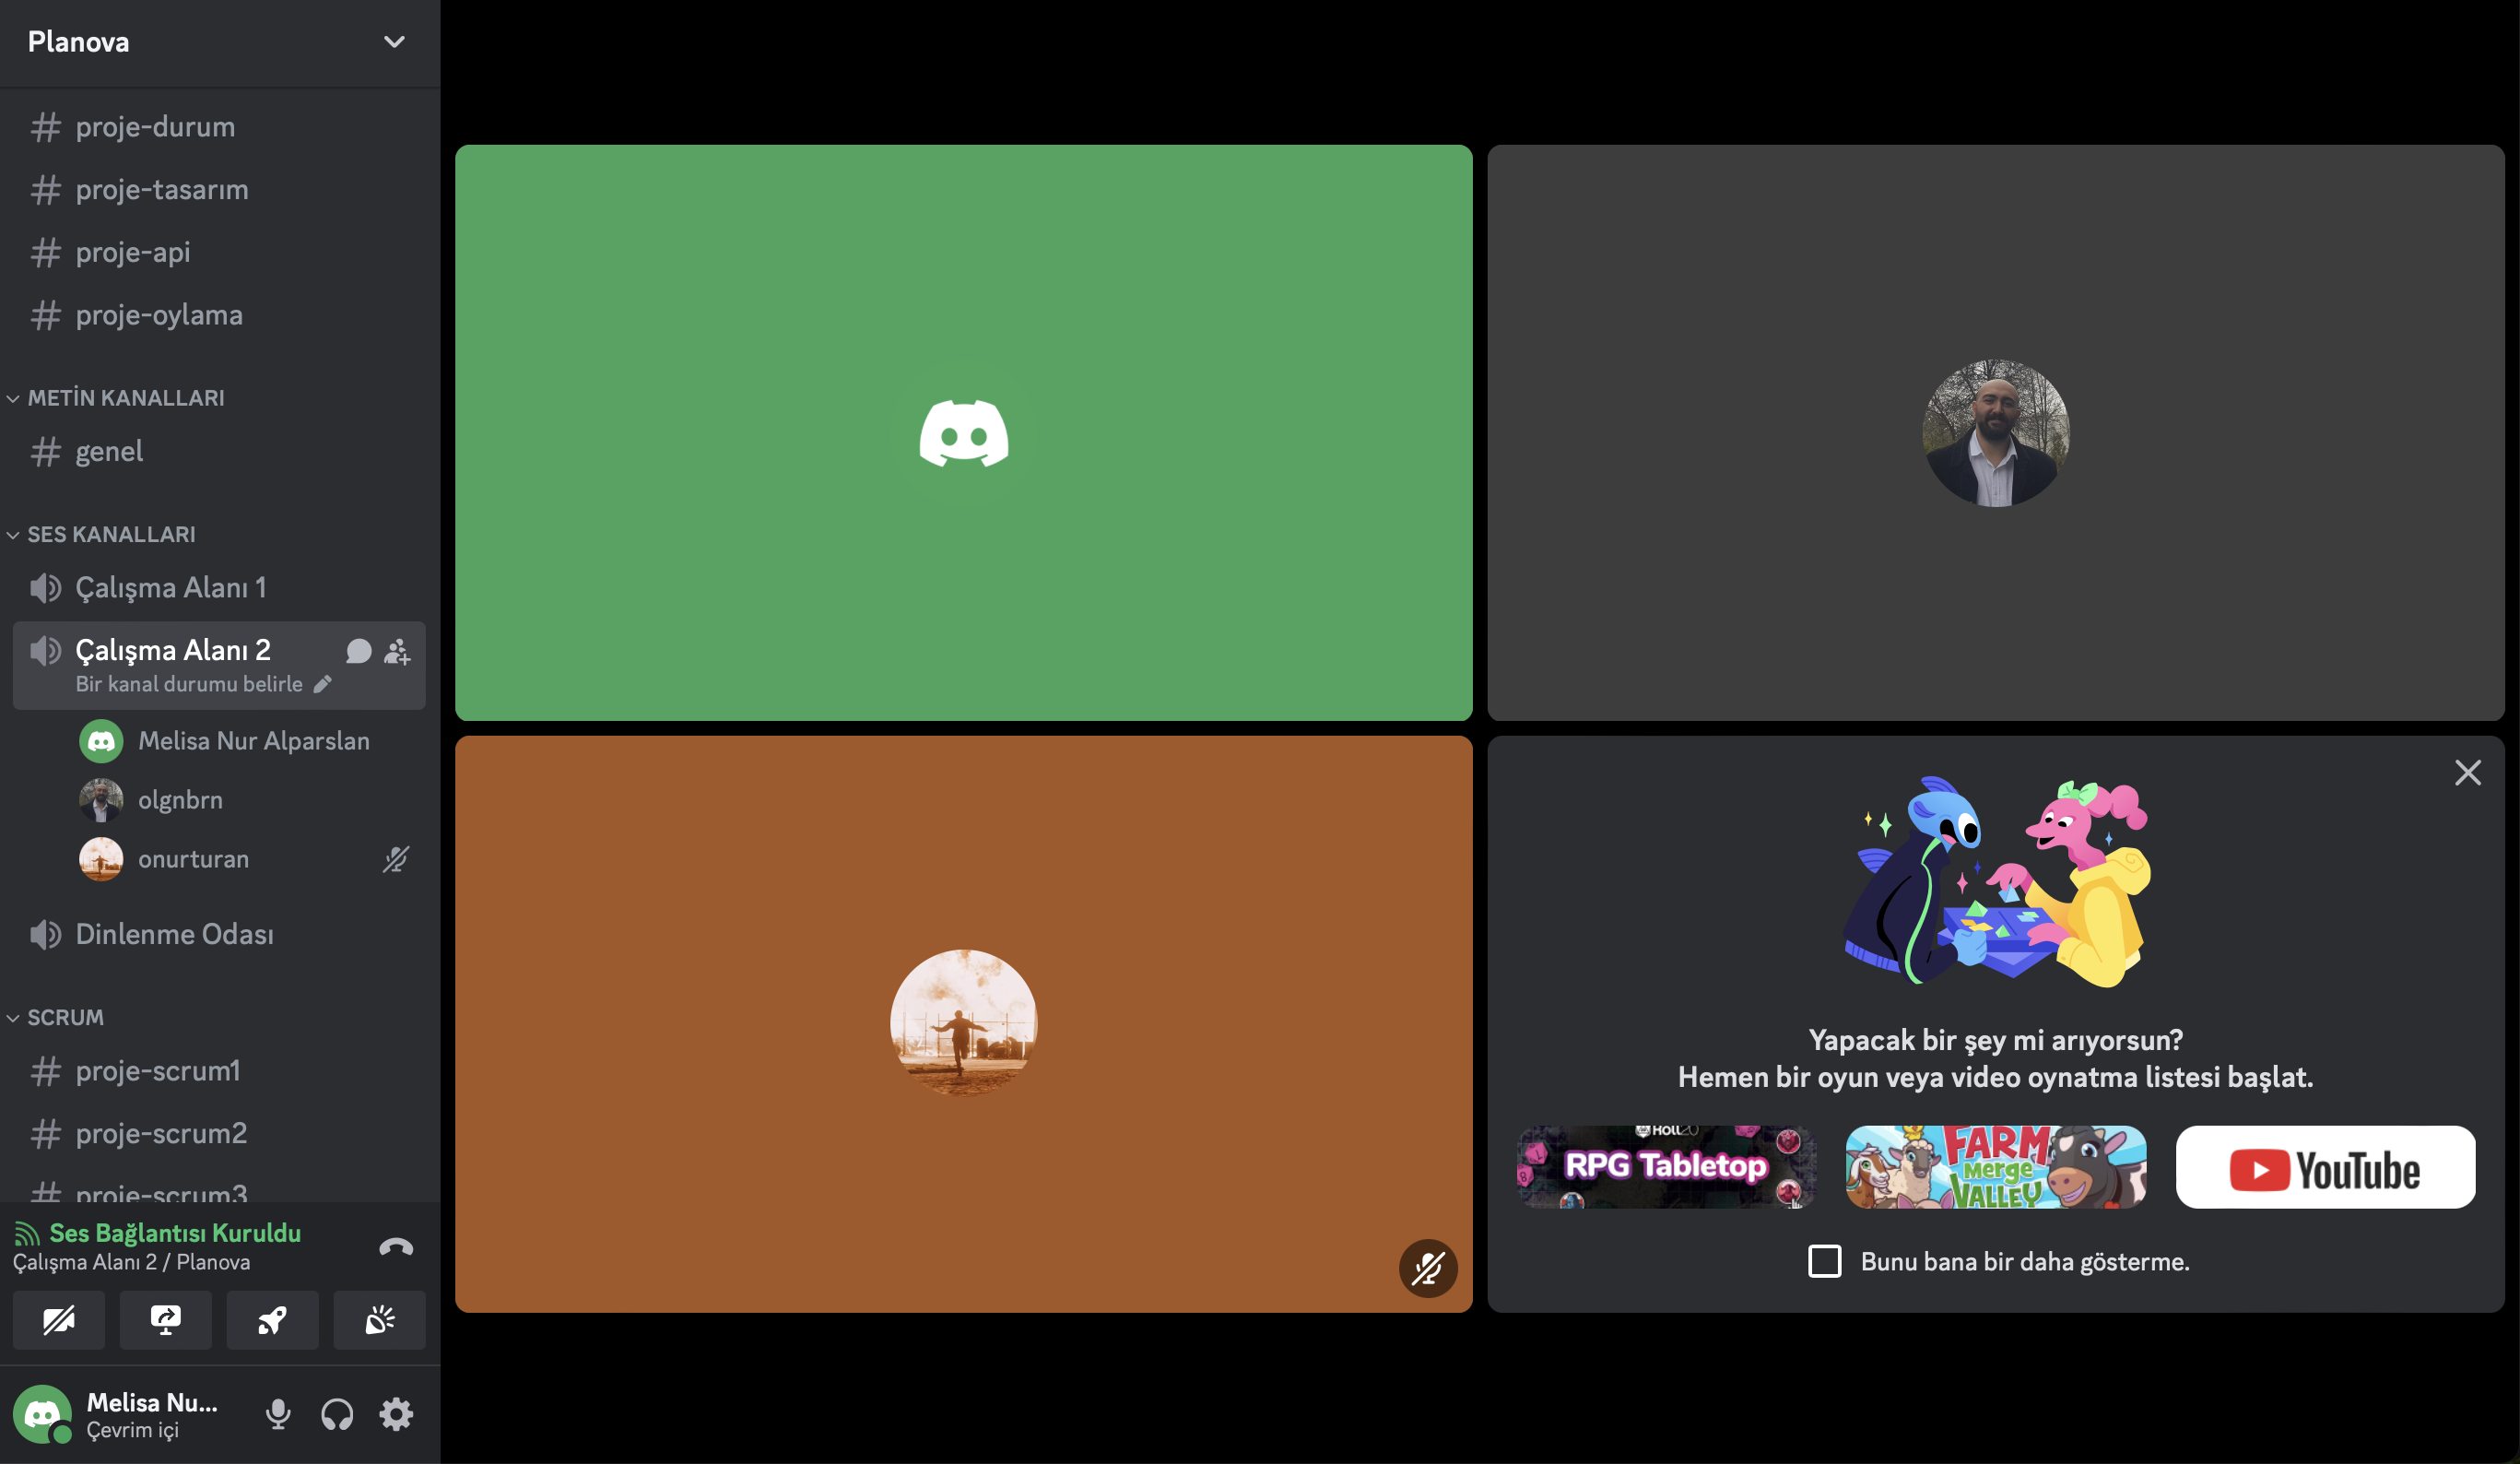 Planova
proje-durum
proje-tasarım
proje-api
proje-oylama
METİN KANALLARI
genel
SES KANALLARI
Çalışma Alanı 1
Çalışma Alanı 2
Bir kanal durumu belirle
Melisa Nur Alparslan
olgnbrn
onurturan
Dinlenme Odası
SCRUM
proje-scrum1
proje-scrum2
proje-scrum3
Ses Bağlantısı Kuruldu
Çalışma Alanı 2 / Planova
Melisa Nu...
Çevrim içi
Yapacak bir şey mi arıyorsun?
Hemen bir oyun veya video oynatma listesi başlat.
RPG Tabletop
FARM
Merge
VALLEY
YouTube
Bunu bana bir daha gösterme.